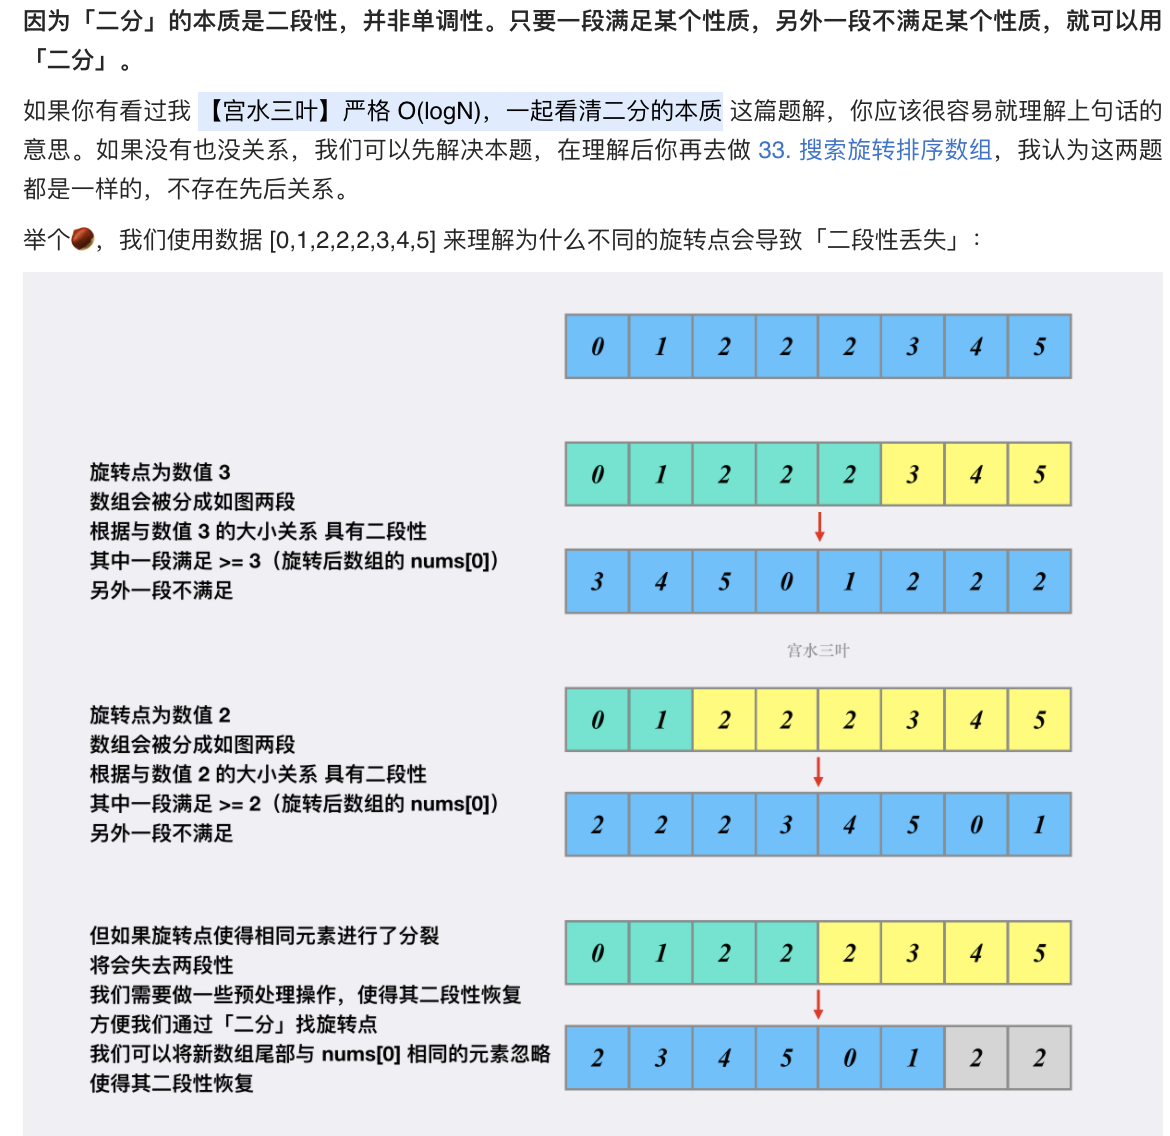 因为「二分」的本质是二段性，并非单调性。只要一段满足某个性质，另外一段不满足某个性质，就可以用
「二分」。
如果你有看过我 【宫水三叶】严格 O(logN)，一起看清二分的本质 这篇题解，你应该很容易就理解上句话的
意思。如果没有也没关系，我们可以先解决本题，在理解后你再去做 33. 搜索旋转排序数组，我认为这两题
都是一样的，不存在先后关系。
举个🌰，我们使用数据 [0,1,2,2,2,3,4,5] 来理解为什么不同的旋转点会导致「二段性丢失」：
0 1 2 2 2 3 4 5
旋转点为数值 3
数组会被分成如图两段
根据与数值 3 的大小关系 具有二段性
其中一段满足 >= 3（旋转后数组的 nums[0]）
另外一段不满足
0 1 2 2 2 3 4 5
3 4 5 0 1 2 2 2
宫水三叶
旋转点为数值 2
数组会被分成如图两段
根据与数值 2 的大小关系 具有二段性
其中一段满足 >= 2（旋转后数组的 nums[0]）
另外一段不满足
0 1 2 2 2 3 4 5
2 2 2 3 4 5 0 1
但如果旋转点使得相同元素进行了分裂
将会失去两段性
我们需要做一些预处理操作，使得其二段性恢复
方便我们通过「二分」找旋转点
我们可以将新数组尾部与 nums[0] 相同的元素忽略
使得其二段性恢复
0 1 2 2 2 3 4 5
2 3 4 5 0 1 2 2